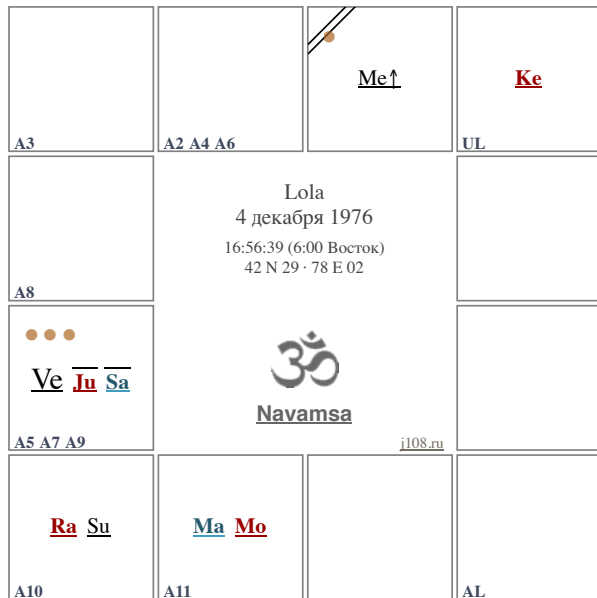 Me↑
Ke
A3
A2 A4 A6
UL
Lola
4 декабря 1976
16:56:39 (6:00 Восток)
42 N 29 · 78 E 02
A8
Ve Ju Sa
ॐ
Navamsa
A5 A7 A9
j108.ru
Ra Su
Ma Mo
A10
A11
AL